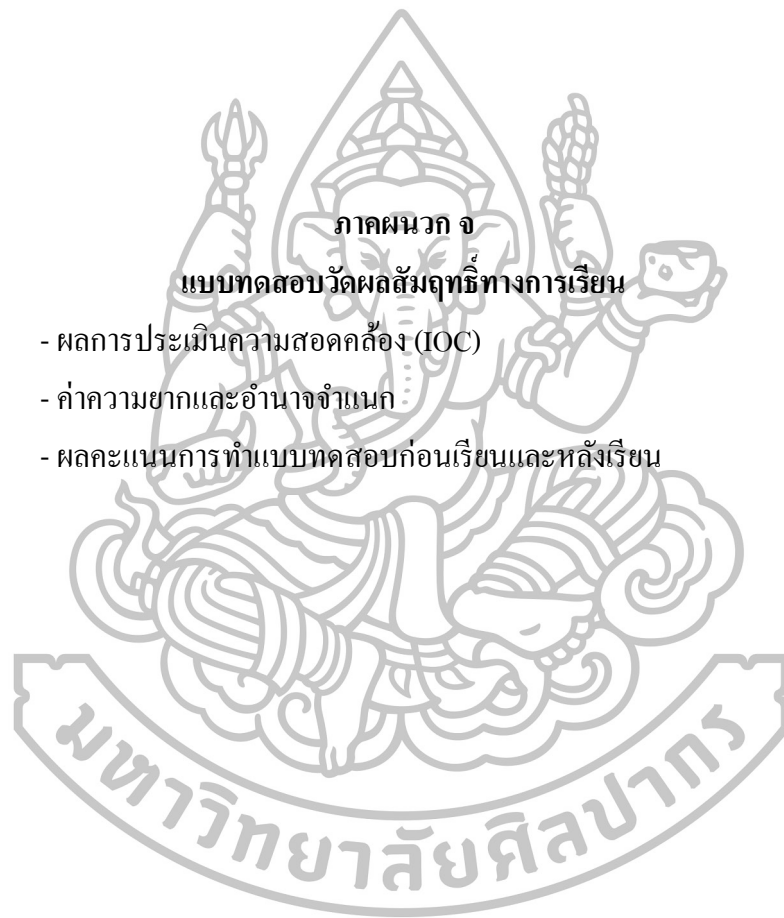 ภาคผนวก จ
แบบทดสอบวัดผลสัมฤทธิ์ทางการเรียน
- ผลการประเมินความสอดคล้อง (IOC)
- ค่าความยากและอำนาจจำแนก
- ผลคะแนนการทำแบบทดสอบก่อนเรียนและหลังเรียน
มหาวิทยาลัยศิลปากร